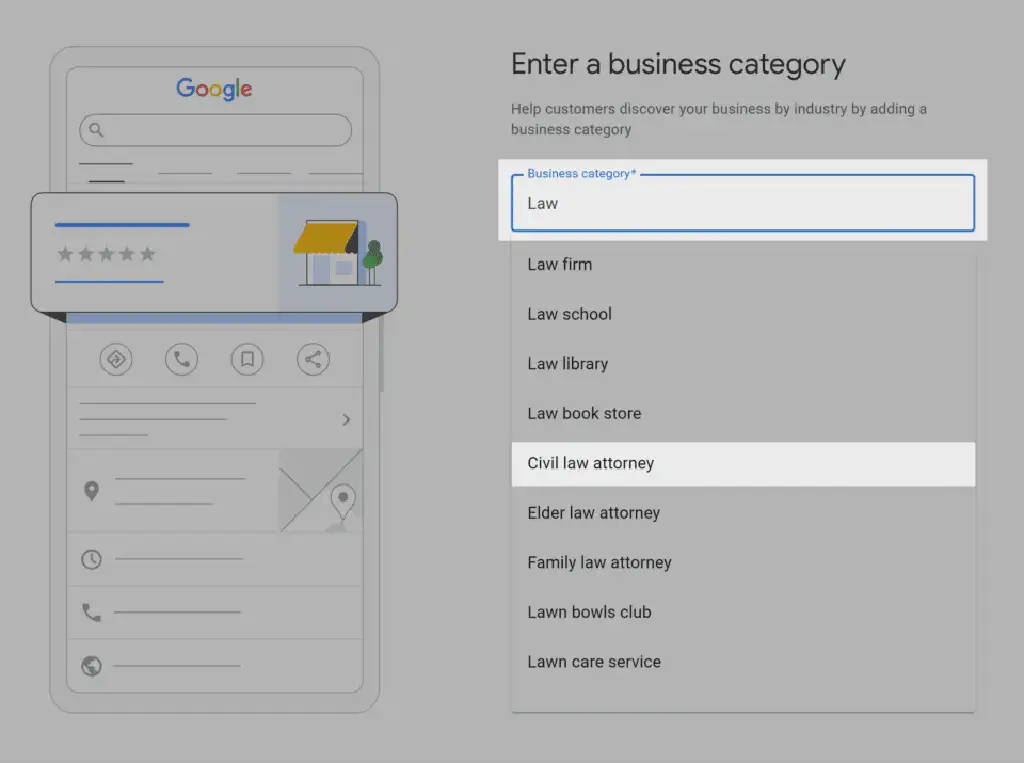 Google
Enter a business category
Help customers discover your business by industry by adding a
business category
Business category*
Law
Law firm
Law school
Law library
Law book store
Civil law attorney
Elder law attorney
Family law attorney
Lawn bowls club
Lawn care service